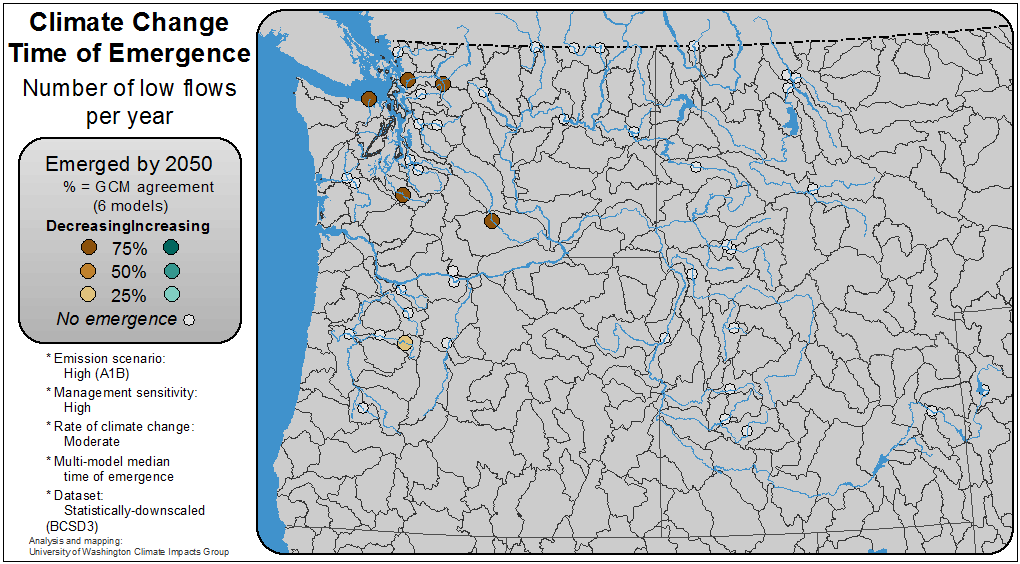 Climate Change
Time of Emergence
Number of low flows
per year
Emerged by 2050
% = GCM agreement
(6 models)
DecreasingIncreasing
75%
50%
25%
No emergence
* Emission scenario:
High (A1B)
* Management sensitivity:
High
* Rate of climate change:
Moderate
* Multi-model median
time of emergence
* Dataset:
Statistically-downscaled
(BCSD3)
Analysis and mapping:
University of Washington Climate Impacts Group